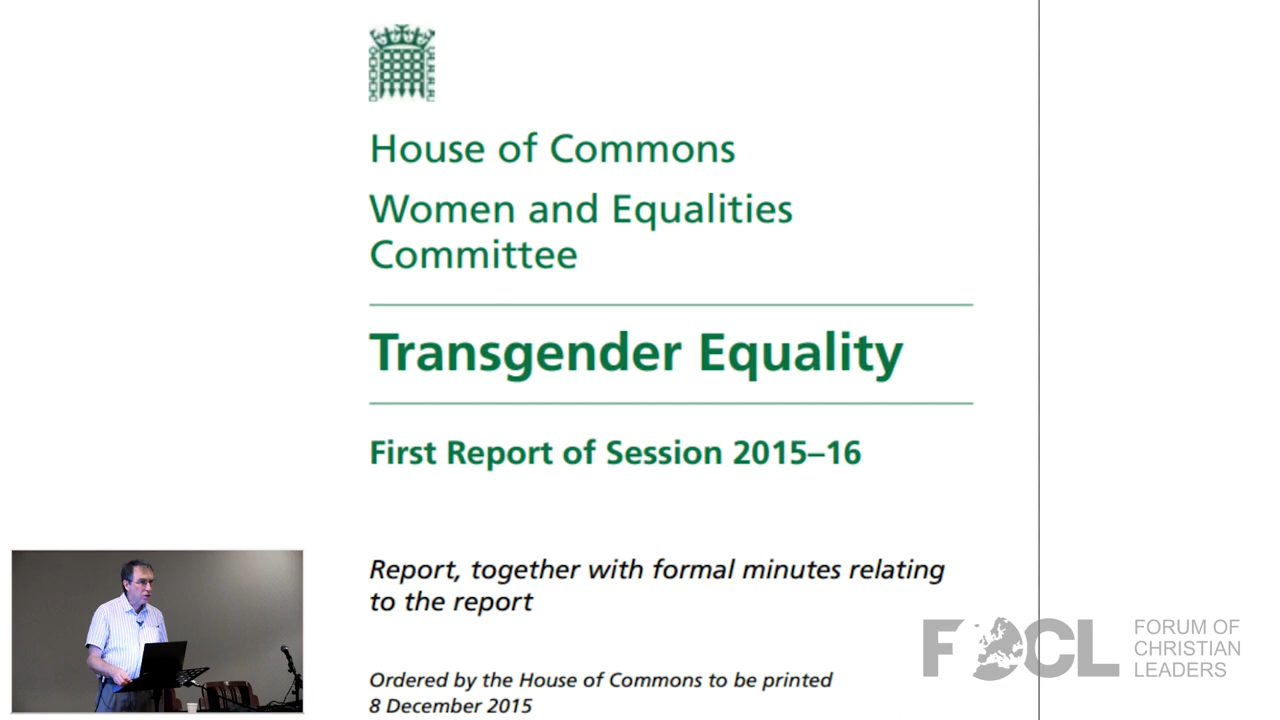 House of Commons
Women and Equalities
Committee
Transgender Equality
First Report of Session 2015–16
Report, together with formal minutes relating
to the report
Ordered by the House of Commons to be printed
8 December 2015
FOCL
FORUM OF
CHRISTIAN
LEADERS